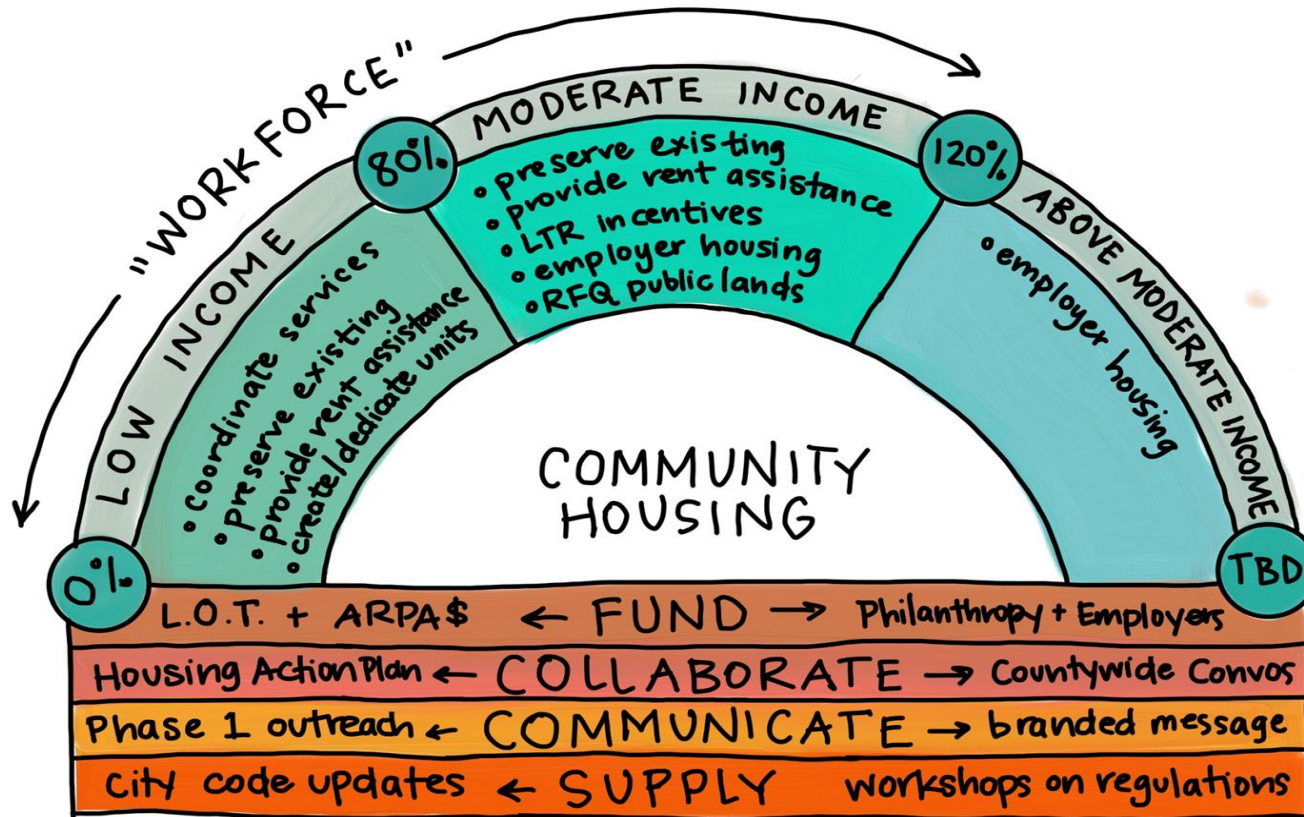 "WORKFORCE"
LOW INCOME
MODERATE INCOME
ABOVE MODERATE INCOME
0%
80%
120%
TBD
• coordinate services
• preserve existing
• provide rent assistance
• create/dedicate units
• preserve existing
• provide rent assistance
• LTR incentives
• employer housing
• RFQ public lands
• employer housing
COMMUNITY
HOUSING
L.O.T. + ARPA$ ← FUND → Philanthropy + Employers
Housing Action Plan ← COLLABORATE → Countywide Convos
Phase 1 outreach ← COMMUNICATE → branded message
City code updates ← SUPPLY workshops on regulations